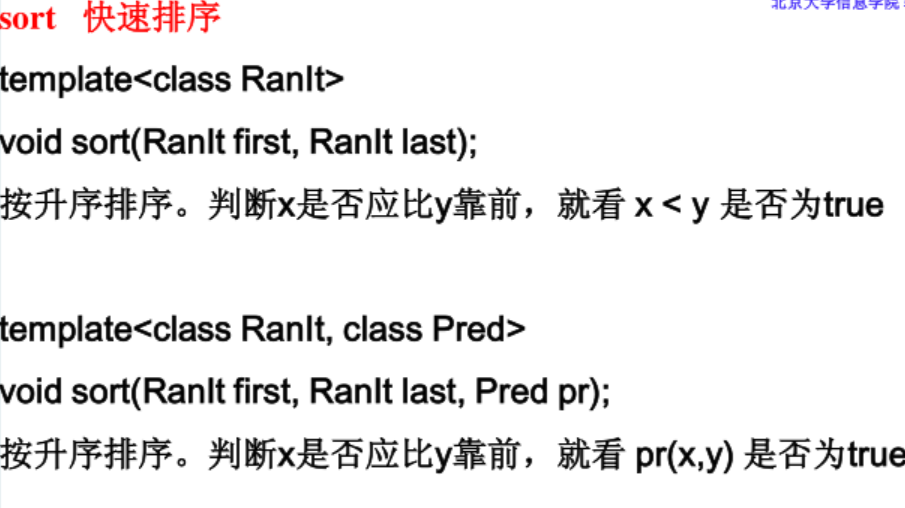 北京大学信息学院
sort 快速排序
template<class RanIt>
void sort(RanIt first, RanIt last);
按升序排序。判断x是否应比y靠前，就看 x < y 是否为true
template<class RanIt, class Pred>
void sort(RanIt first, RanIt last, Pred pr);
按升序排序。判断x是否应比y靠前，就看 pr(x,y) 是否为true